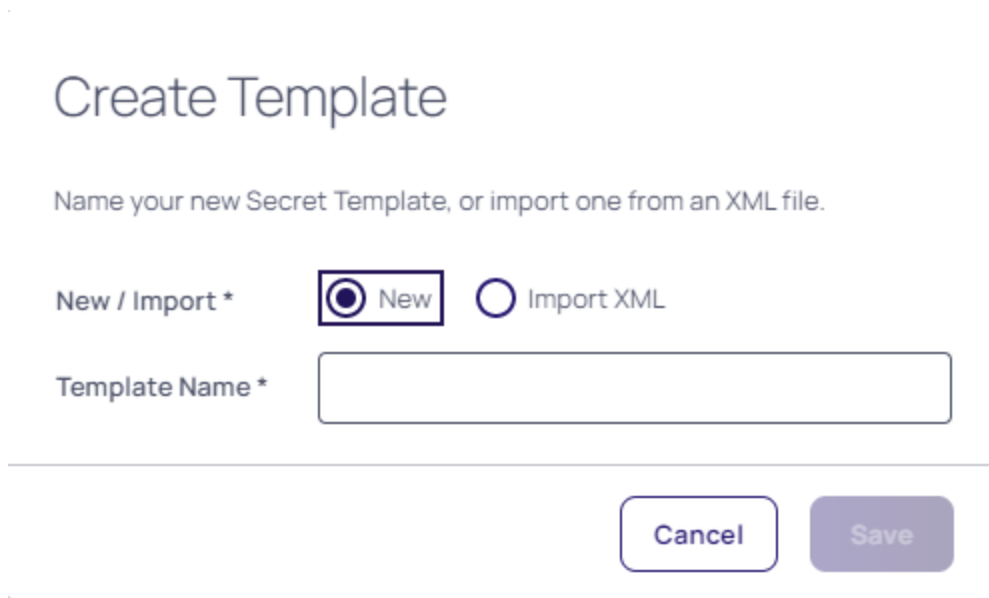 Create Template
Name your new Secret Template, or import one from an XML file.
New / Import * New Import XML
Template Name *
Cancel Save